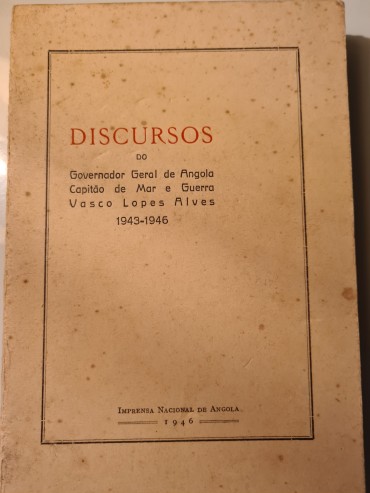 DISCURSOS
DO
Governador Geral de Angola
Capitão de Mar e Guerra
Vasco Lopes Alves
1943-1946
IMPRENSA NACIONAL DE ANGOLA
1946